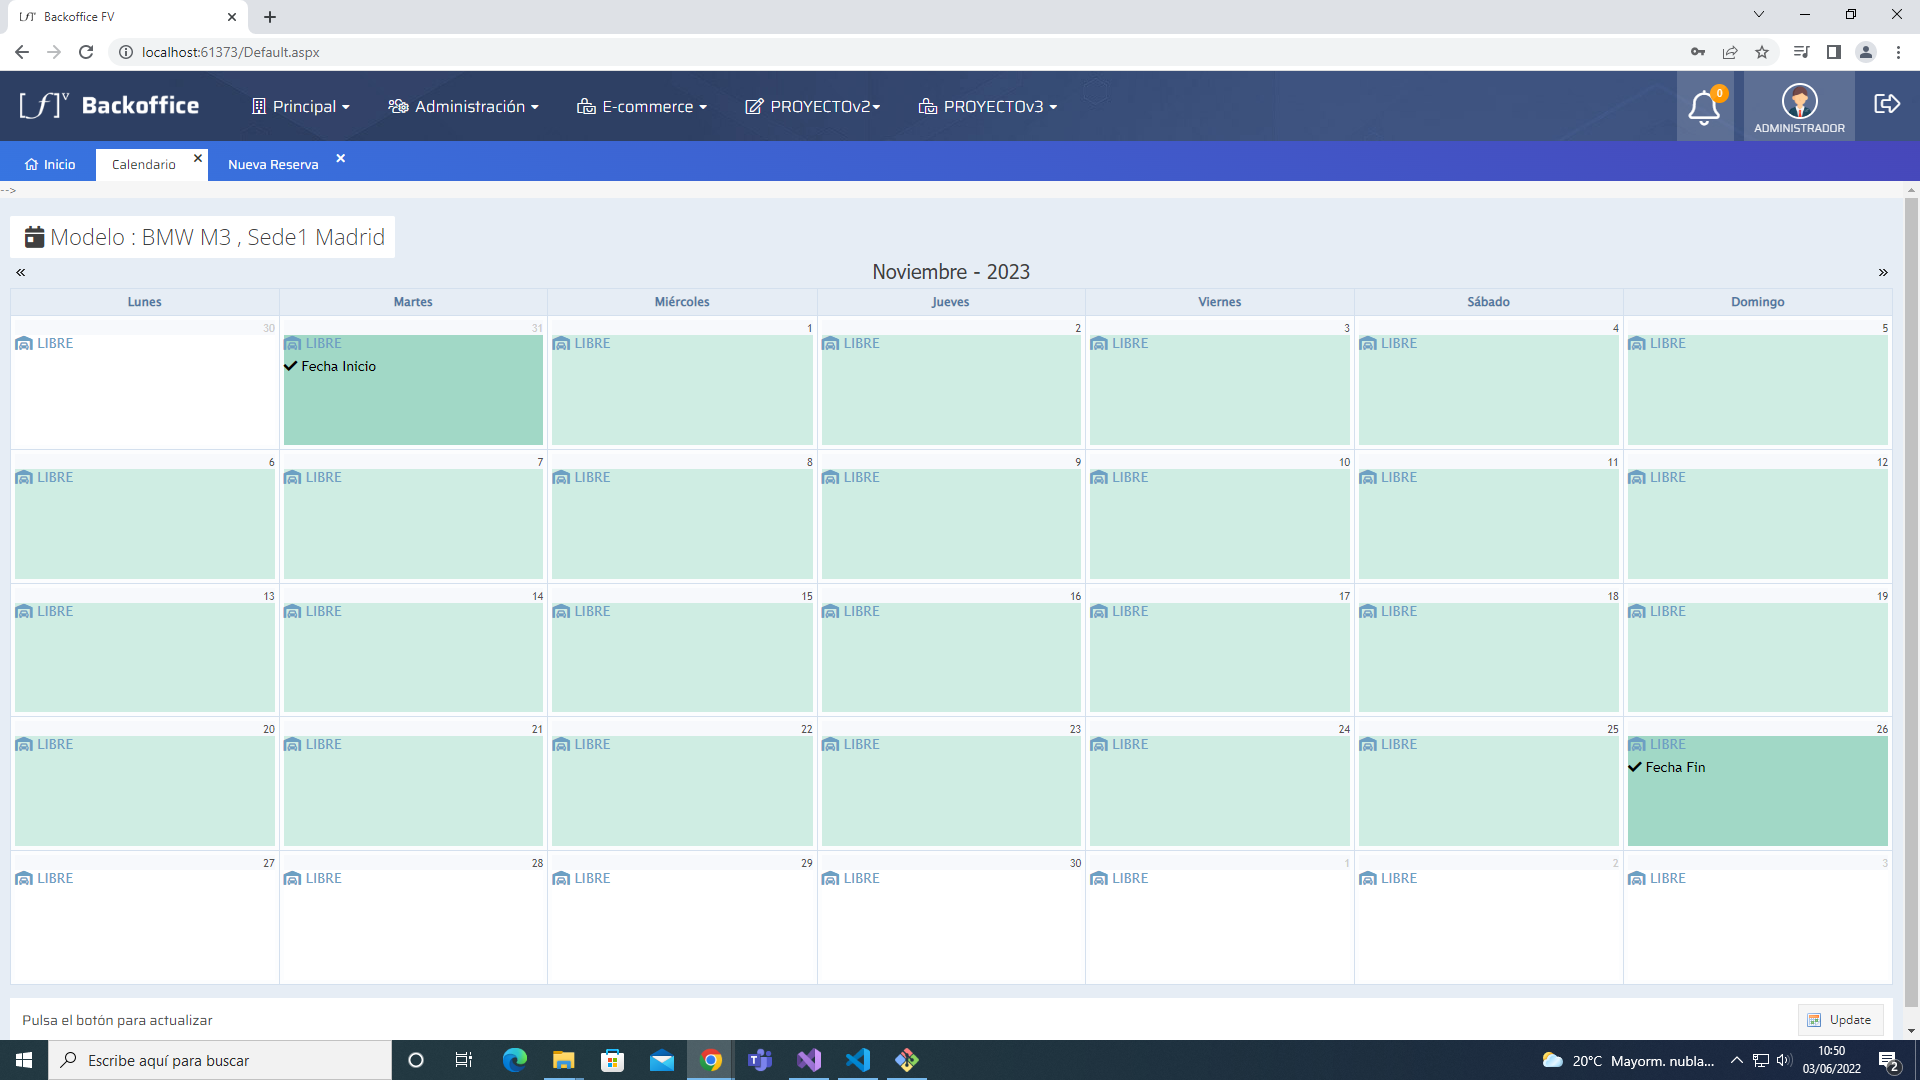 Backoffice FV
localhost:61373/Default.aspx
[f]v Backoffice Principal Administración E-commerce PROYECTOv2 PROYECTOv3 0 ADMINISTRADOR
Inicio Calendario Nueva Reserva
-->
Modelo : BMW M3 , Sede1 Madrid
« Noviembre - 2023 »
Lunes Martes Miércoles Jueves Viernes Sábado Domingo
30 31 1 2 3 4 5
LIBRE LIBRE LIBRE LIBRE LIBRE LIBRE LIBRE
Fecha Inicio
6 7 8 9 10 11 12
LIBRE LIBRE LIBRE LIBRE LIBRE LIBRE LIBRE
13 14 15 16 17 18 19
LIBRE LIBRE LIBRE LIBRE LIBRE LIBRE LIBRE
20 21 22 23 24 25 26
LIBRE LIBRE LIBRE LIBRE LIBRE LIBRE LIBRE
Fecha Fin
27 28 29 30 1 2 3
LIBRE LIBRE LIBRE LIBRE LIBRE LIBRE LIBRE
Pulsa el botón para actualizar Update
Escribe aquí para buscar 20°C Mayorm. nubla... 10:50
03/06/2022 2